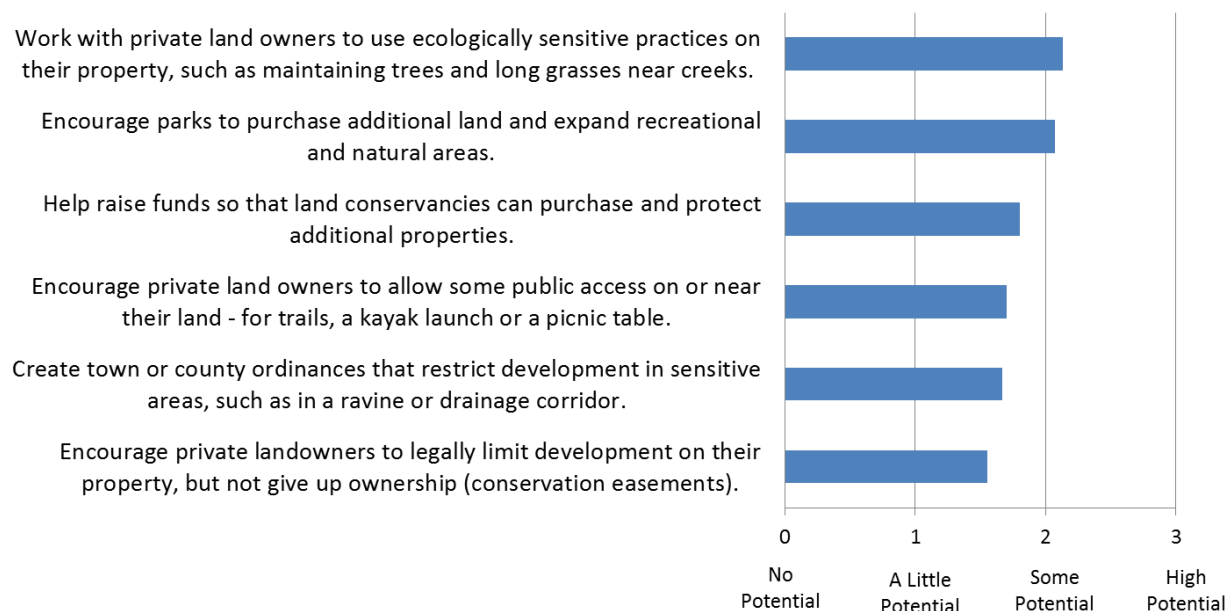 Work with private land owners to use ecologically sensitive practices on
their property, such as maintaining trees and long grasses near creeks.
Encourage parks to purchase additional land and expand recreational
and natural areas.
Help raise funds so that land conservancies can purchase and protect
additional properties.
Encourage private land owners to allow some public access on or near
their land - for trails, a kayak launch or a picnic table.
Create town or county ordinances that restrict development in sensitive
areas, such as in a ravine or drainage corridor.
Encourage private landowners to legally limit development on their
property, but not give up ownership (conservation easements).
0 1 2 3
No Potential
A Little Potential
Some Potential
High Potential